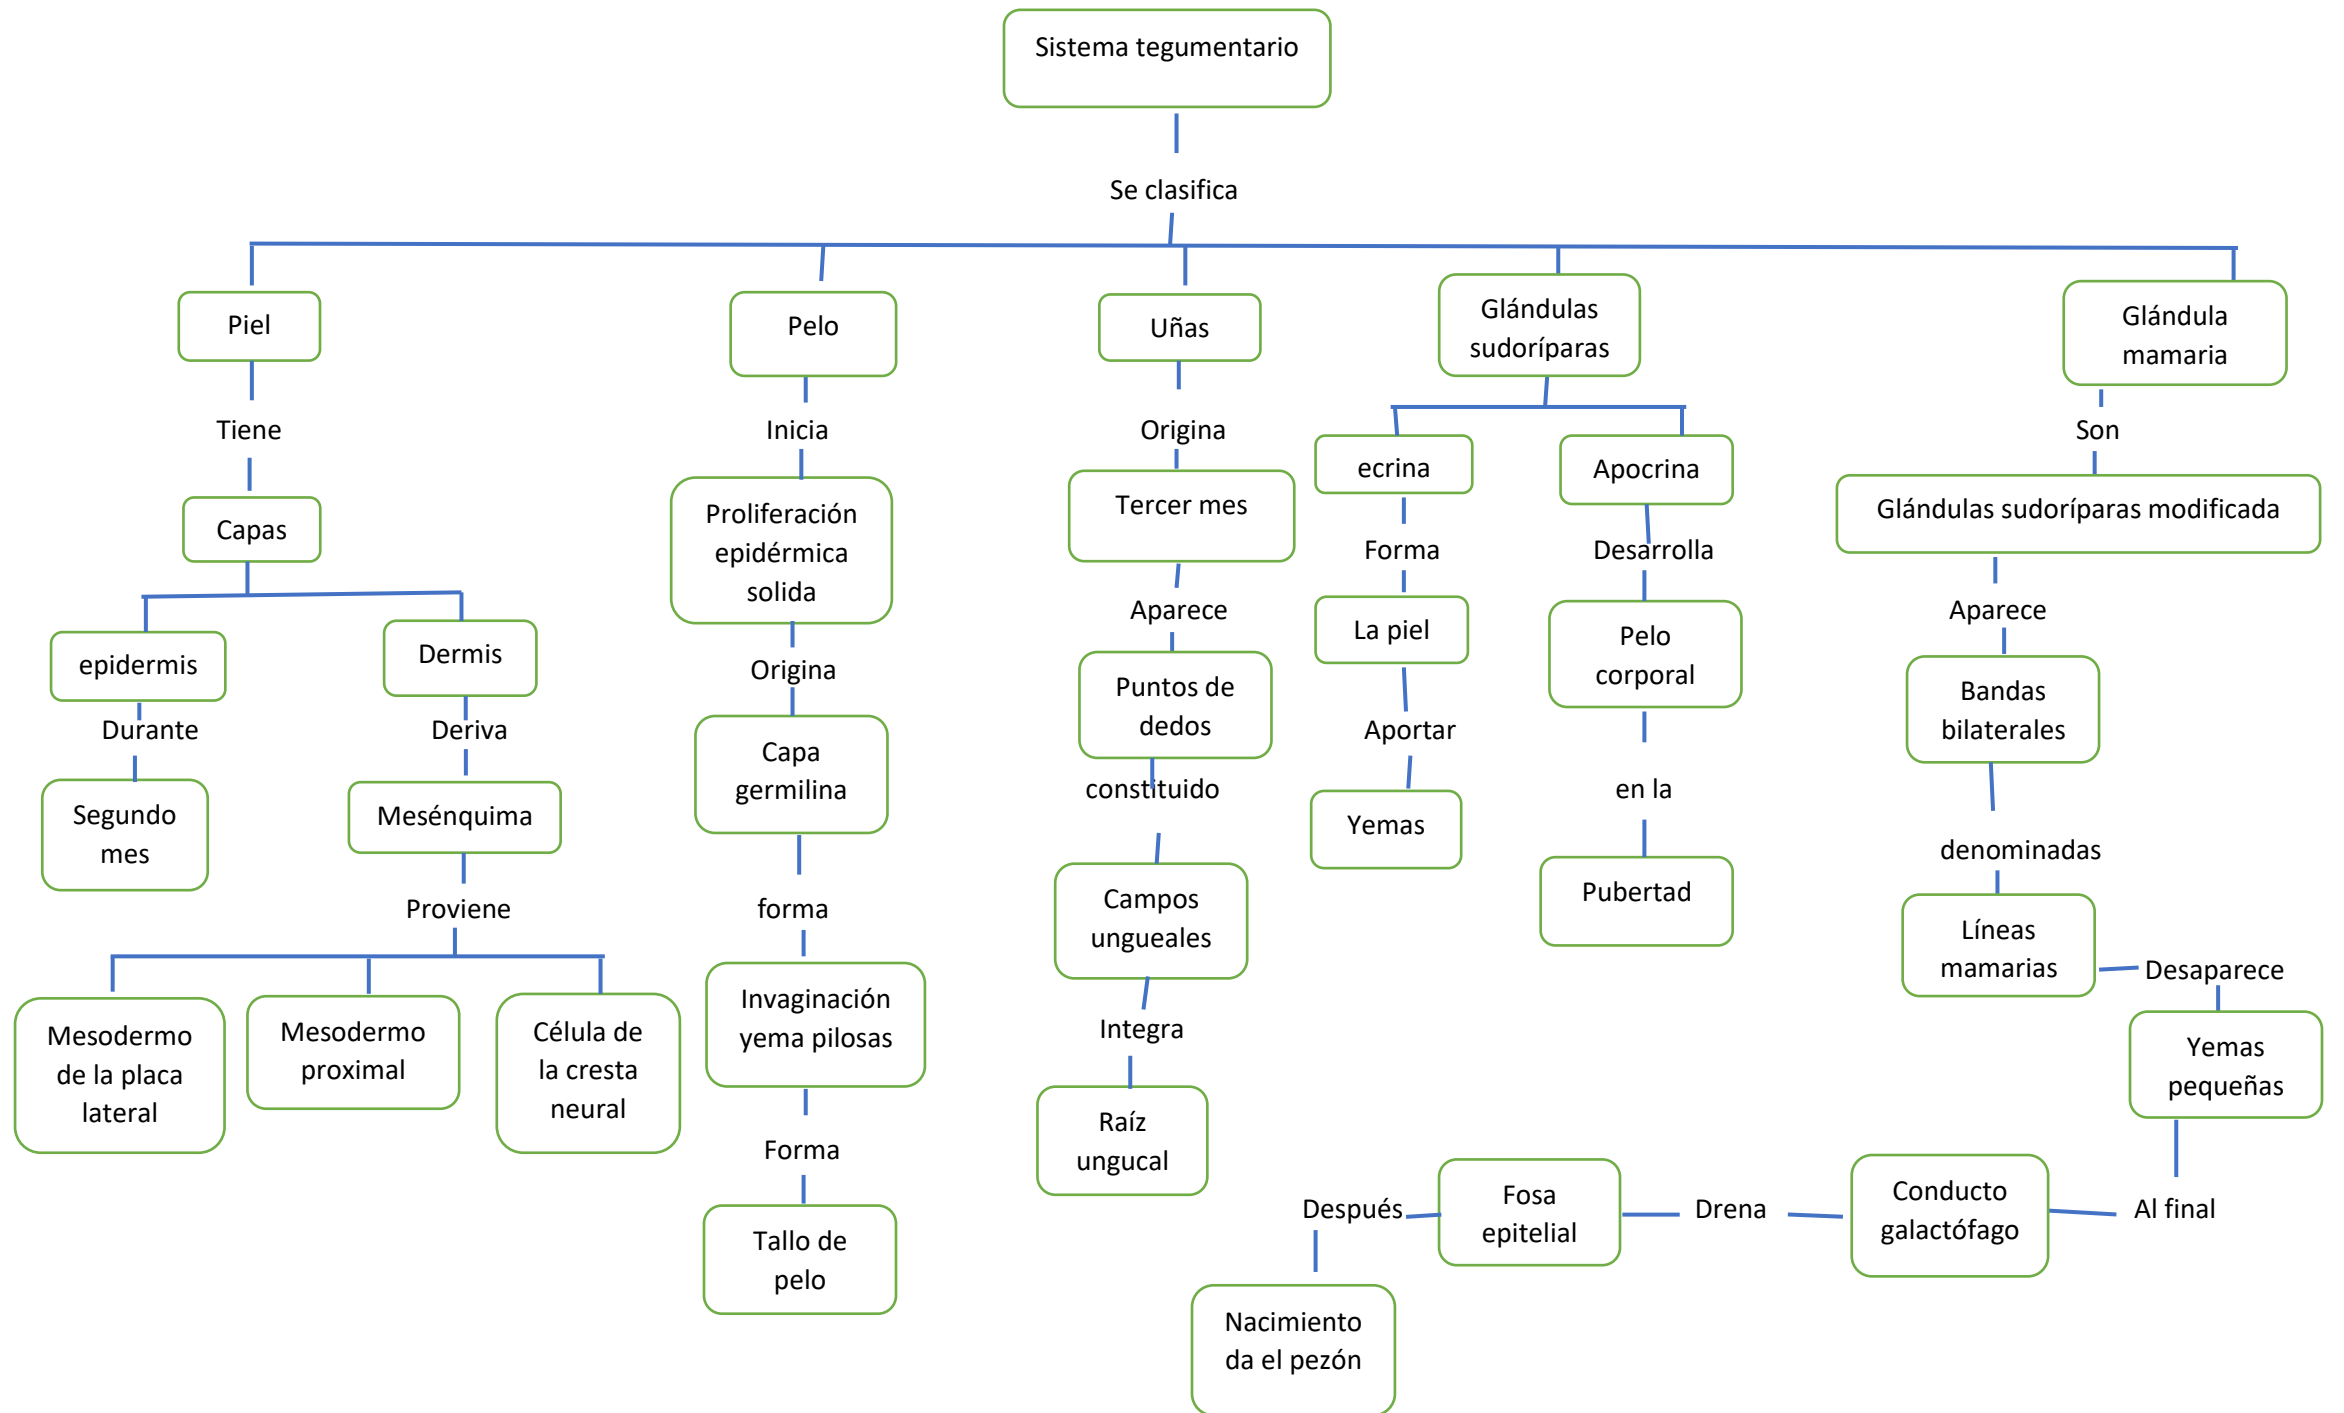 Sistema tegumentario
Se clasifica
Piel
Tiene
Capas
epidermis
Durante
Segundo
mes
Dermis
Deriva
Mesénquima
Proviene
Mesodermo
de la placa
lateral
Mesodermo
proximal
Célula de
la cresta
neural
Pelo
Inicia
Proliferación
epidérmica
solida
Origina
Capa
germilina
forma
Invaginación
yema pilosas
Forma
Tallo de
pelo
Uñas
Origina
Tercer mes
Aparece
Puntos de
dedos
constituido
Campos
ungueales
Integra
Raíz
ungucal
Glándulas
sudoríparas
ecrina
Forma
La piel
Aportar
Yemas
Apocrina
Desarrolla
Pelo
corporal
en la
Pubertad
Glándula
mamaria
Son
Glándulas sudoríparas modificada
Aparece
Bandas
bilaterales
denominadas
Líneas
mamarias
Desaparece
Yemas
pequeñas
Al final
Conducto
galactófago
Drena
Fosa
epitelial
Después
Nacimiento
da el pezón